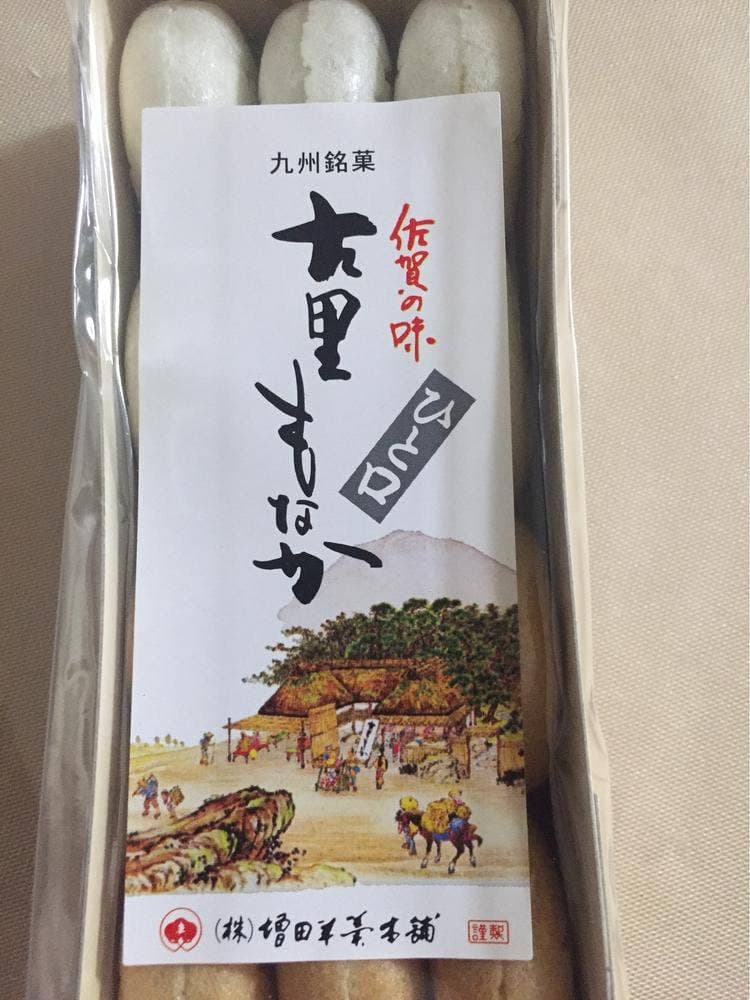 九州銘菓
佐賀の味
古里もなか
ひと口
(株)増田羊羹本舗
謹製